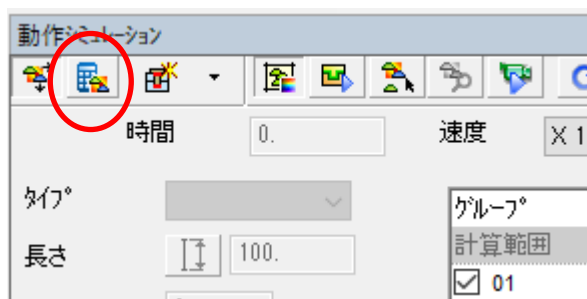 動作ｼﾐｭﾚｰｼｮﾝ
時間 0. 速度 X 1
ﾀｲﾌﾟ
ｸﾞﾙｰﾌﾟ
長さ 100. 計算範囲
01